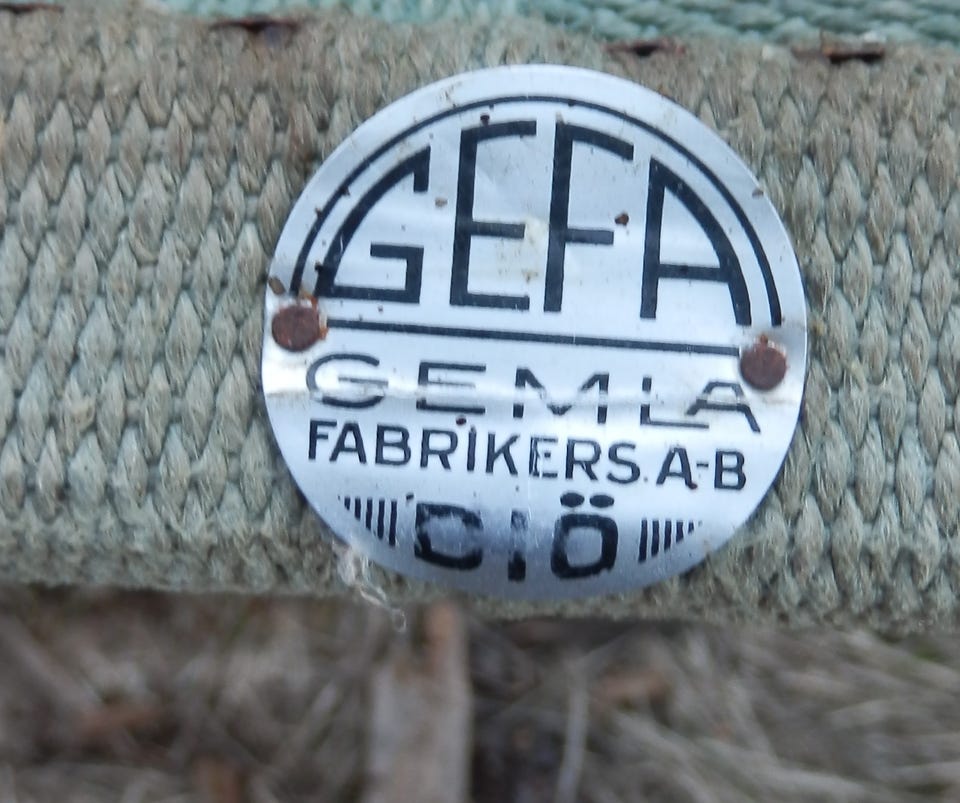 GEFA
GEMLA
FABRIKERS. A-B
DIÖ